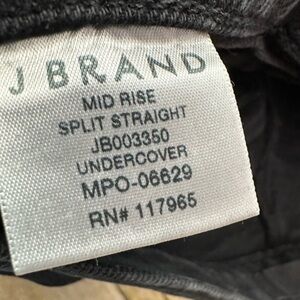 J BRAND
MID RISE
SPLIT STRAIGHT
JB003350
UNDERCOVER
MPO-06629
RN# 117965